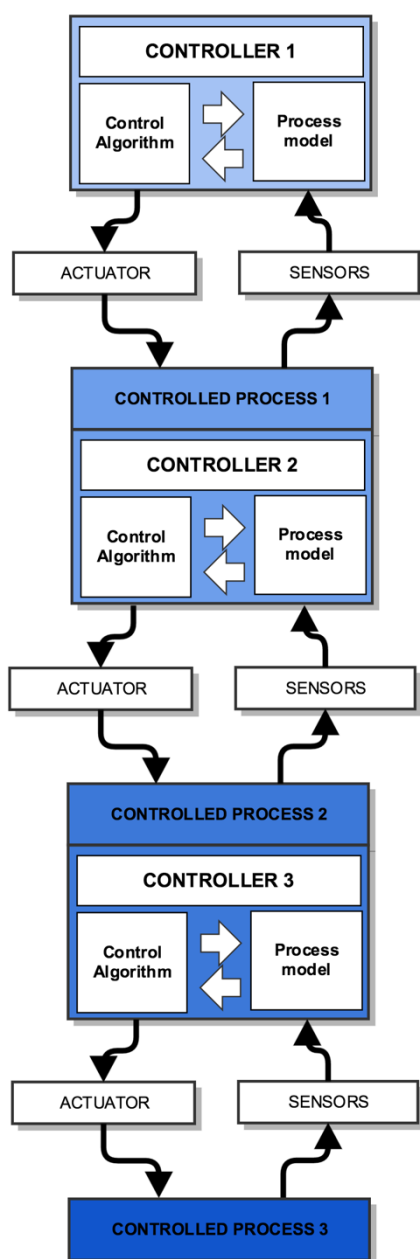 CONTROLLER 1
Control
Algorithm
Process
model
ACTUATOR
SENSORS
CONTROLLED PROCESS 1
CONTROLLER 2
Control
Algorithm
Process
model
ACTUATOR
SENSORS
CONTROLLED PROCESS 2
CONTROLLER 3
Control
Algorithm
Process
model
ACTUATOR
SENSORS
CONTROLLED PROCESS 3